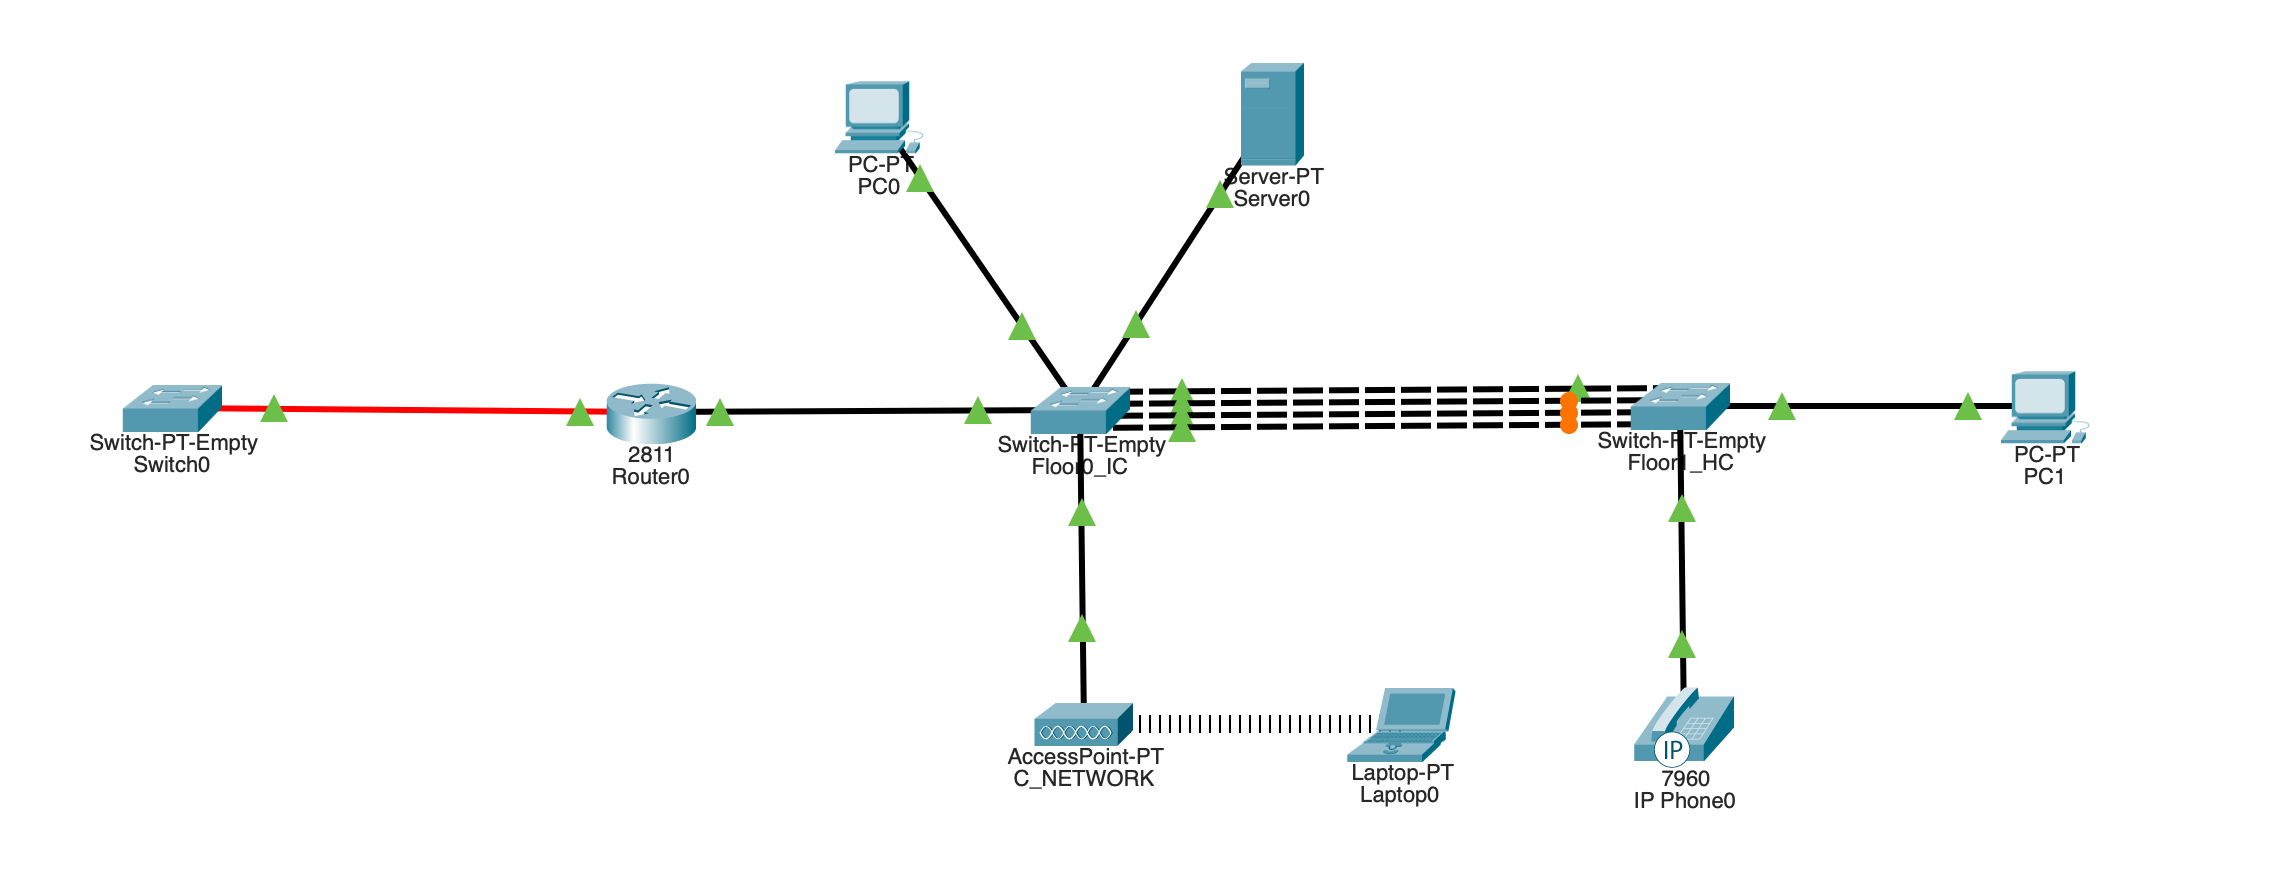 PC-PT
PC0
Server-PT
Server0
Switch-PT-Empty
Switch0
2811
Router0
Switch-PT-Empty
Floor0_IC
Switch-PT-Empty
Floor1_HC
PC-PT
PC1
AccessPoint-PT
C_NETWORK
Laptop-PT
Laptop0
IP
7960
IP Phone0